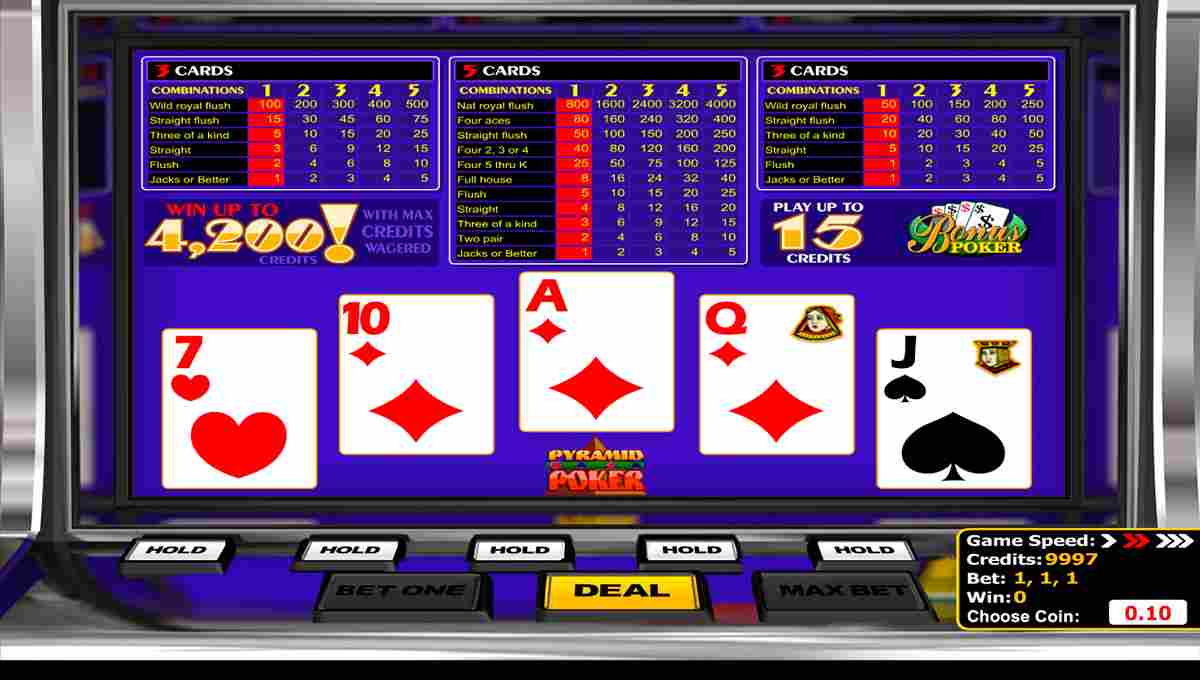 3 CARDS
COMBINATIONS 1 2 3 4 5
Wild royal flush 100 200 300 400 500
Straight flush 15 30 45 60 75
Three of a kind 5 10 15 20 25
Straight 3 6 9 12 15
Flush 2 4 6 8 10
Jacks or Better 1 2 3 4 5
5 CARDS
COMBINATIONS 1 2 3 4 5
Nat royal flush 800 1600 2400 3200 4000
Four aces 80 160 240 320 400
Straight flush 50 100 150 200 250
Four 2, 3 or 4 40 80 120 160 200
Four 5 thru K 25 50 75 100 125
Full house 8 16 24 32 40
Flush 5 10 15 20 25
Straight 4 8 12 16 20
Three of a kind 3 6 9 12 15
Two pair 2 4 6 8 10
Jacks or Better 1 2 3 4 5
3 CARDS
COMBINATIONS 1 2 3 4 5
Wild royal flush 50 100 150 200 250
Straight flush 20 40 60 80 100
Three of a kind 10 20 30 40 50
Straight 5 10 15 20 25
Flush 1 2 3 4 5
Jacks or Better 1 2 3 4 5
WIN UP TO
4,200!
CREDITS
WITH MAX
CREDITS
WAGERED
PLAY UP TO
15
CREDITS
$ $ $ $
Bonus
POKER
7
10
A
Q
J
PYRAMID
POKER
HOLD HOLD HOLD HOLD HOLD
BET ONE DEAL MAX BET
Game Speed:
Credits: 9997
Bet: 1, 1, 1
Win: 0
Choose Coin: 0.10